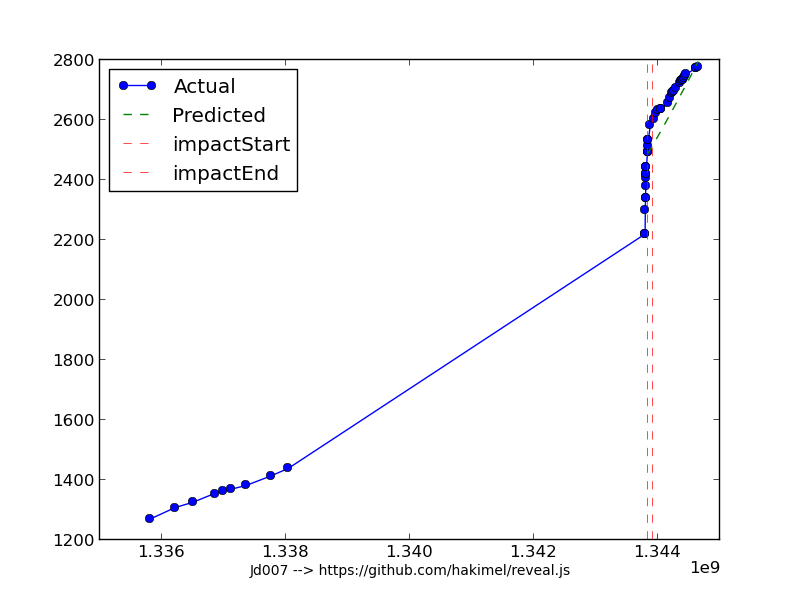 2800
2600
2400
2200
2000
1800
1600
1400
1200
Actual
Predicted
impactStart
impactEnd
1.336 1.338 1.340 1.342 1.344
1e9
Jd007 --> https://github.com/hakimel/reveal.js